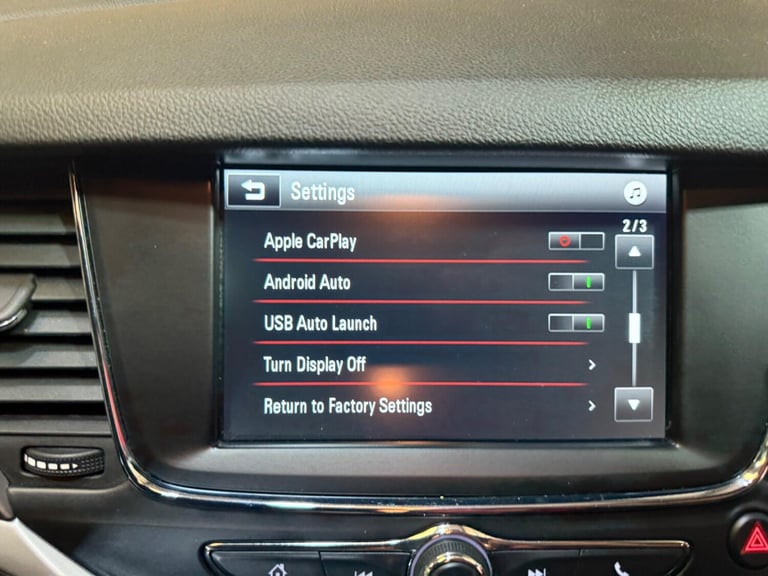 Settings
2/3
Apple CarPlay
Android Auto
USB Auto Launch
Turn Display Off
Return to Factory Settings